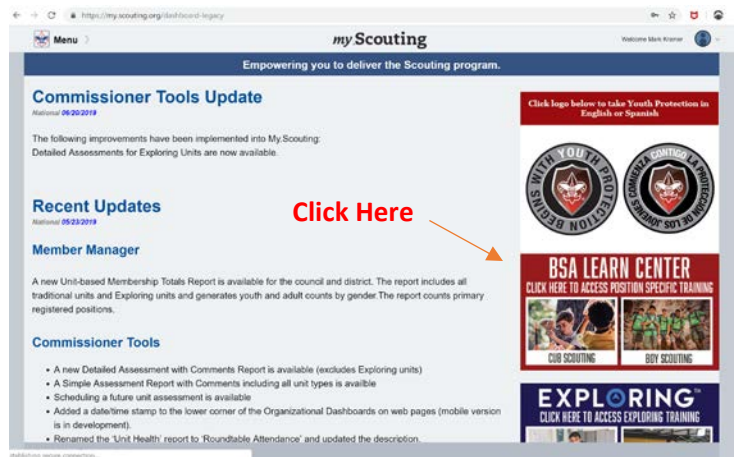 https://my.scouting.org/dashboard-legacy
Menu
my.Scouting
Welcome Mark Kramer
Empowering you to deliver the Scouting program.
Commissioner Tools Update
National 06/20/2019
The following improvements have been implemented into My.Scouting:
Detailed Assessments for Exploring Units are now available.
Recent Updates
National 05/23/2019
Member Manager
A new Unit-based Membership Totals Report is available for the council and district. The report includes all
traditional units and Exploring units and generates youth and adult counts by gender.The report counts primary
registered positions.
Commissioner Tools
• A new Detailed Assessment with Comments Report is available (excludes Exploring units)
• A Simple Assessment Report with Comments including all unit types is availble
• Scheduling a future unit assessment is available
• Added a date/time stamp to the lower corner of the Organizational Dashboards on web pages (mobile version
is in development).
• Renamed the 'Unit Health' report to 'Roundtable Attendance' and updated the description.
Click Here
Click logo below to take Youth Protection in
English or Spanish
YOUTH PROTECTION BEGINS WITH YOU
LA PROTECCIÓN DE LOS JÓVENES COMIENZA CONTIGO
BSA LEARN CENTER
CLICK HERE TO ACCESS POSITION SPECIFIC TRAINING
CUB SCOUTING
BOY SCOUTING
EXPLORING™
CLICK HERE TO ACCESS EXPLORING TRAINING